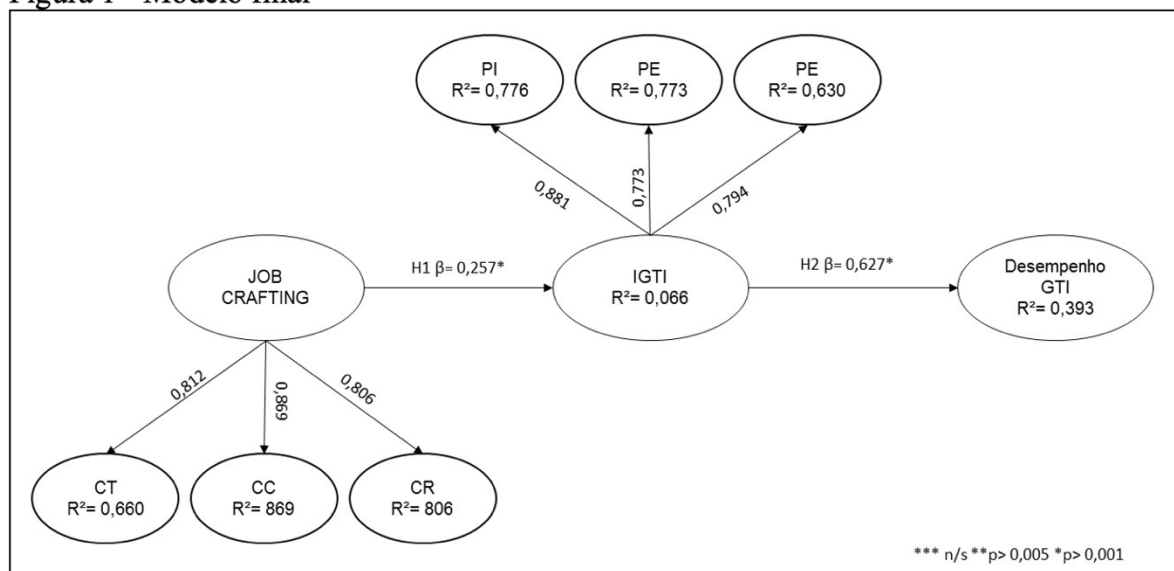 Figura 1 - Modelo final
PI
R²= 0,776
PE
R²= 0,773
PE
R²= 0,630
0,881
0,773
0,794
JOB
CRAFTING
H1 β= 0,257*
IGTI
R²= 0,066
H2 β= 0,627*
Desempenho
GTI
R²= 0,393
0,812
0,869
0,806
CT
R²= 0,660
CC
R²= 869
CR
R²= 806
*** n/s **p> 0,005 *p> 0,001